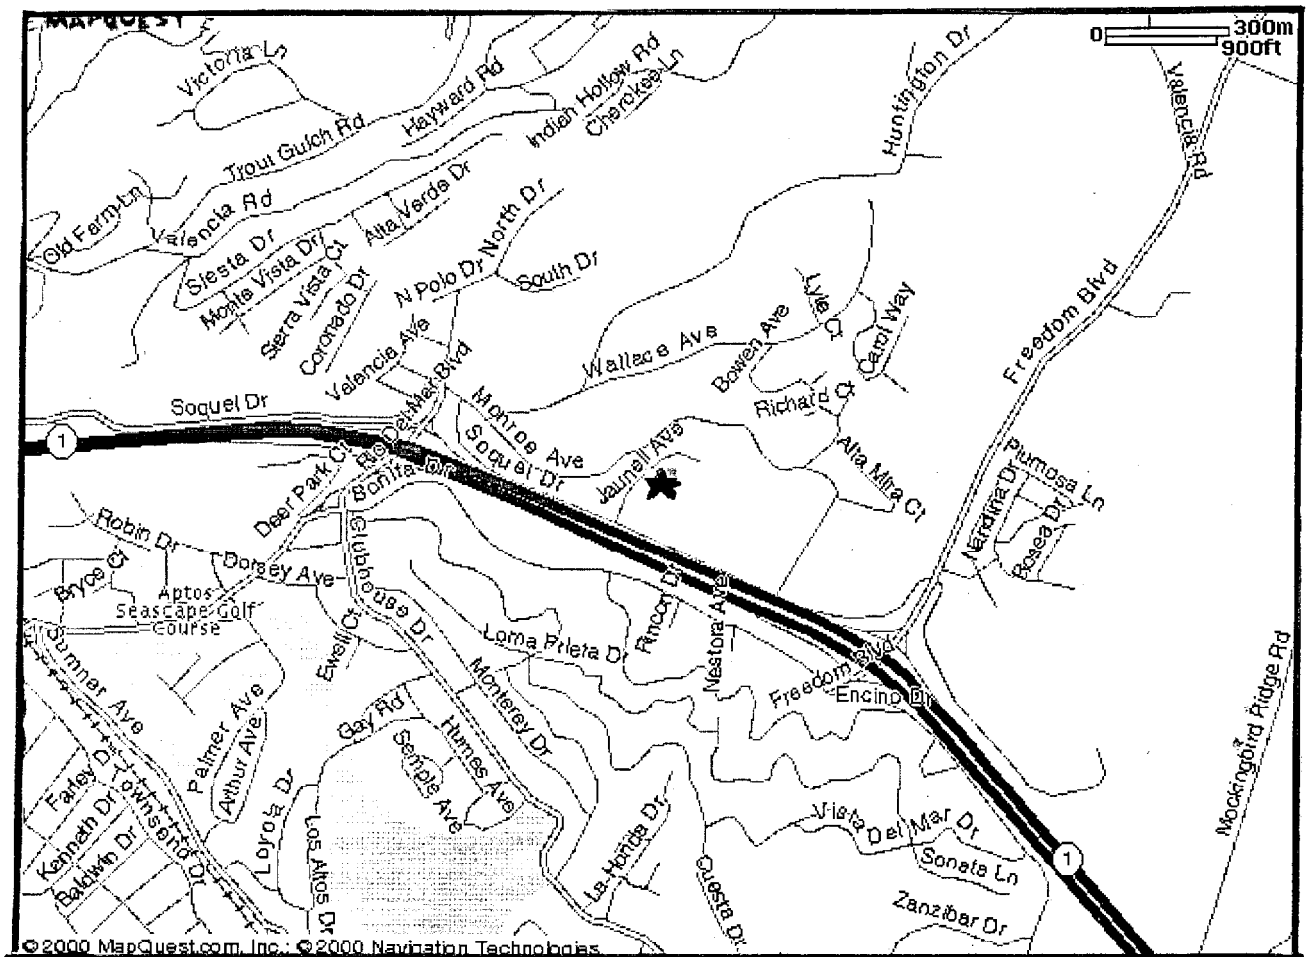 MAPQUEST
0 300m
900ft
Victoria Ln
Hayward Rd
Indian Hollow Rd
Cherokee Ln
Huntington Dr
Valencia Rd
Trout Gulch Rd
Old Farm Ln
Valencia Rd
Alta Verda Dr
North Dr
Siesta Dr
Monte Vista Dr
Sierra Vista Ct
Coronado Dr
N Polo Dr
South Dr
Lyle Ct
Carol Way
Freedom Blvd
Valencia Ave
Wallace Ave
Bowen Ave
Richard Ct
Soquel Dr
Rio Del Mar Blvd
Monroe Ave
Soquel Dr
Jaunell Ave
Alta Mira Ct
1
Deer Park Ct
Bonita Dr
Plumosa Ln
Nandina Dr
Rosea Dr
Robin Dr
Dorsey Ave
Clubhouse Dr
Bryce Ct
Aptos
Seascape Golf
Course
Ewell Ct
Loma Prieta Dr
Rincon Dr
Nestora Ave
Freedom Blvd
Encino Dr
Sumner Ave
Palmer Ave
Arthur Ave
Gay Rd
Semple Ave
Humes Ave
Monterey Dr
Mockingbird Ridge Rd
Farley Dr
Kenneth Dr
Baldwin Dr
Townsend Dr
Loyola Dr
Los Altos Dr
La Honda Dr
Cuesta Dr
Vista Del Mar Dr
Sonata Ln
Zanzibar Dr
1
© 2000 MapQuest.com, Inc.; © 2000 Navigation Technologies